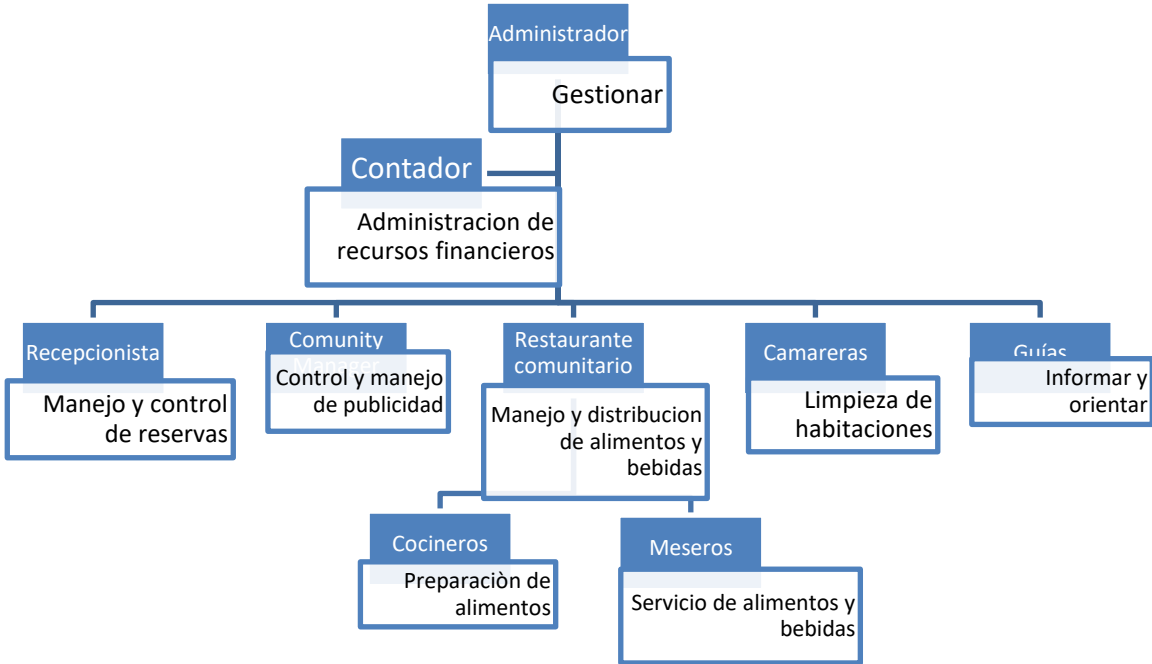 Administrador
Gestionar
Contador
Administracion de
recursos financieros
Recepcionista
Manejo y control
de reservas
Comunity
Manager
Control y manejo
de publicidad
Restaurante
comunitario
Manejo y distribucion
de alimentos y
bebidas
Camareras
Limpieza de
habitaciones
Guías
Informar y
orientar
Cocineros
Preparaciòn de
alimentos
Meseros
Servicio de alimentos y
bebidas